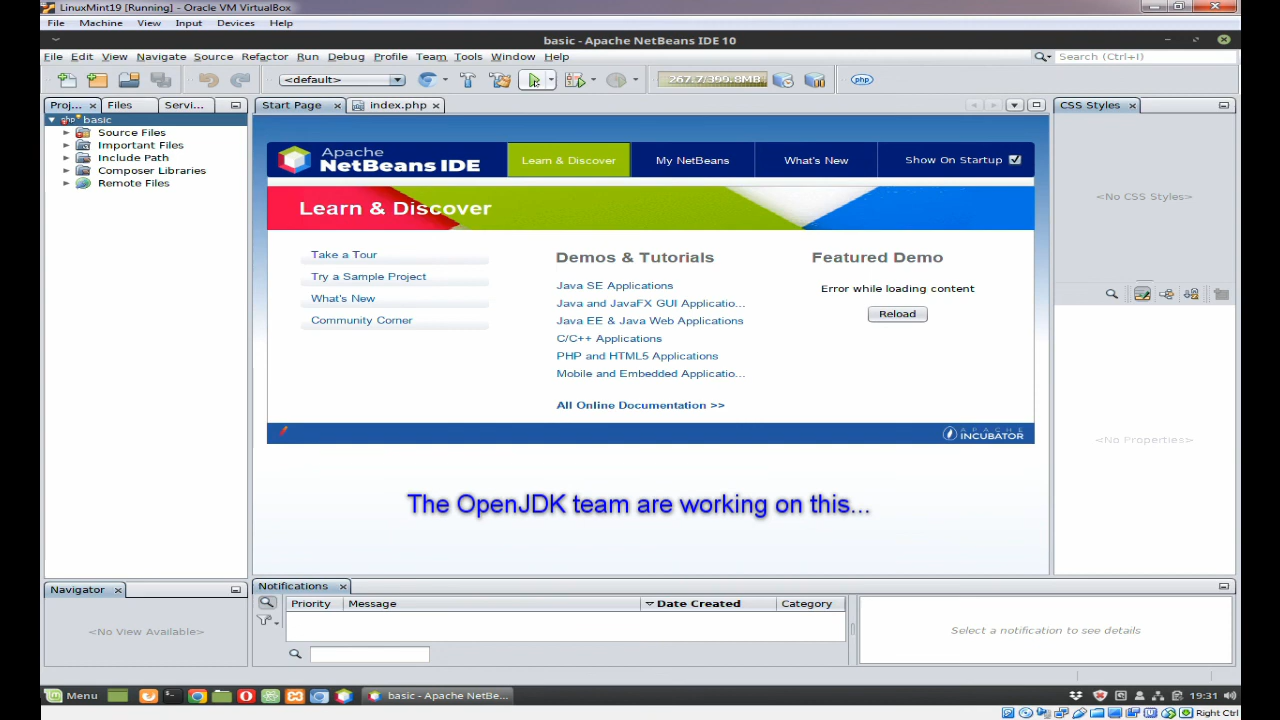 LinuxMint19 [Running] - Oracle VM VirtualBox
File Machine View Input Devices Help
basic - Apache NetBeans IDE 10
File Edit View Navigate Source Refactor Run Debug Profile Team Tools Window Help
Search (Ctrl+I)
<default>
267.7/399.8MB
php
Proj... Files Servi...
Start Page index.php
CSS Styles
php basic
Source Files
Important Files
Include Path
Composer Libraries
Remote Files
Apache
NetBeans IDE
Learn & Discover
My NetBeans
What's New
Show On Startup
Learn & Discover
Take a Tour
Try a Sample Project
What's New
Community Corner
Demos & Tutorials
Java SE Applications
Java and JavaFX GUI Applicatio...
Java EE & Java Web Applications
C/C++ Applications
PHP and HTML5 Applications
Mobile and Embedded Applicatio...
All Online Documentation >>
Featured Demo
Error while loading content
Reload
APACHE
INCUBATOR
<No CSS Styles>
<No Properties>
The OpenJDK team are working on this...
Navigator
<No View Available>
Notifications
Priority Message Date Created Category
Select a notification to see details
Menu
basic - Apache NetBe...
19:31
Right Ctrl